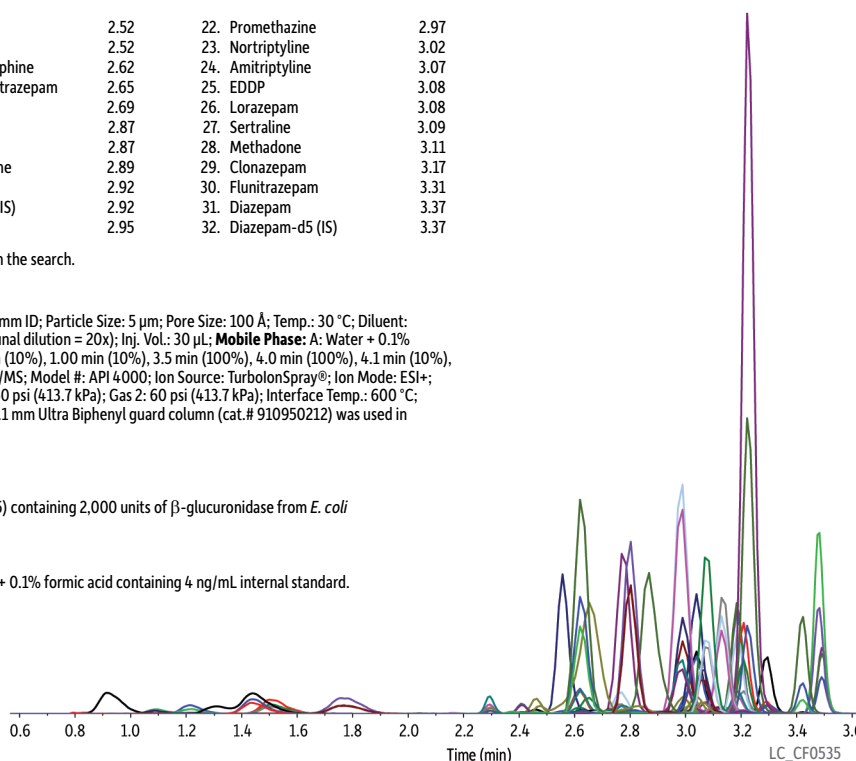 2.52 22. Promethazine 2.97
2.52 23. Nortriptyline 3.02
phine 2.62 24. Amitriptyline 3.07
trazepam 2.65 25. EDDP 3.08
2.69 26. Lorazepam 3.08
2.87 27. Sertraline 3.09
2.87 28. Methadone 3.11
ne 2.89 29. Clonazepam 3.17
2.92 30. Flunitrazepam 3.31
IS) 2.92 31. Diazepam 3.37
2.95 32. Diazepam-d5 (IS) 3.37
n the search.
mm ID; Particle Size: 5 µm; Pore Size: 100 Å; Temp.: 30 °C; Diluent:
nal dilution = 20x); Inj. Vol.: 30 µL; Mobile Phase: A: Water + 0.1%
(10%), 1.00 min (10%), 3.5 min (100%), 4.0 min (100%), 4.1 min (10%),
/MS; Model #: API 4000; Ion Source: TurboIonSpray®; Ion Mode: ESI+;
0 psi (413.7 kPa); Gas 2: 60 psi (413.7 kPa); Interface Temp.: 600 °C;
.1 mm Ultra Biphenyl guard column (cat.# 910950212) was used in
) containing 2,000 units of β-glucuronidase from E. coli
+ 0.1% formic acid containing 4 ng/mL internal standard.
0.6 0.8 1.0 1.2 1.4 1.6 1.8 2.0 2.2 2.4 2.6 2.8 3.0 3.2 3.4 3.6
Time (min)
LC_CF0535